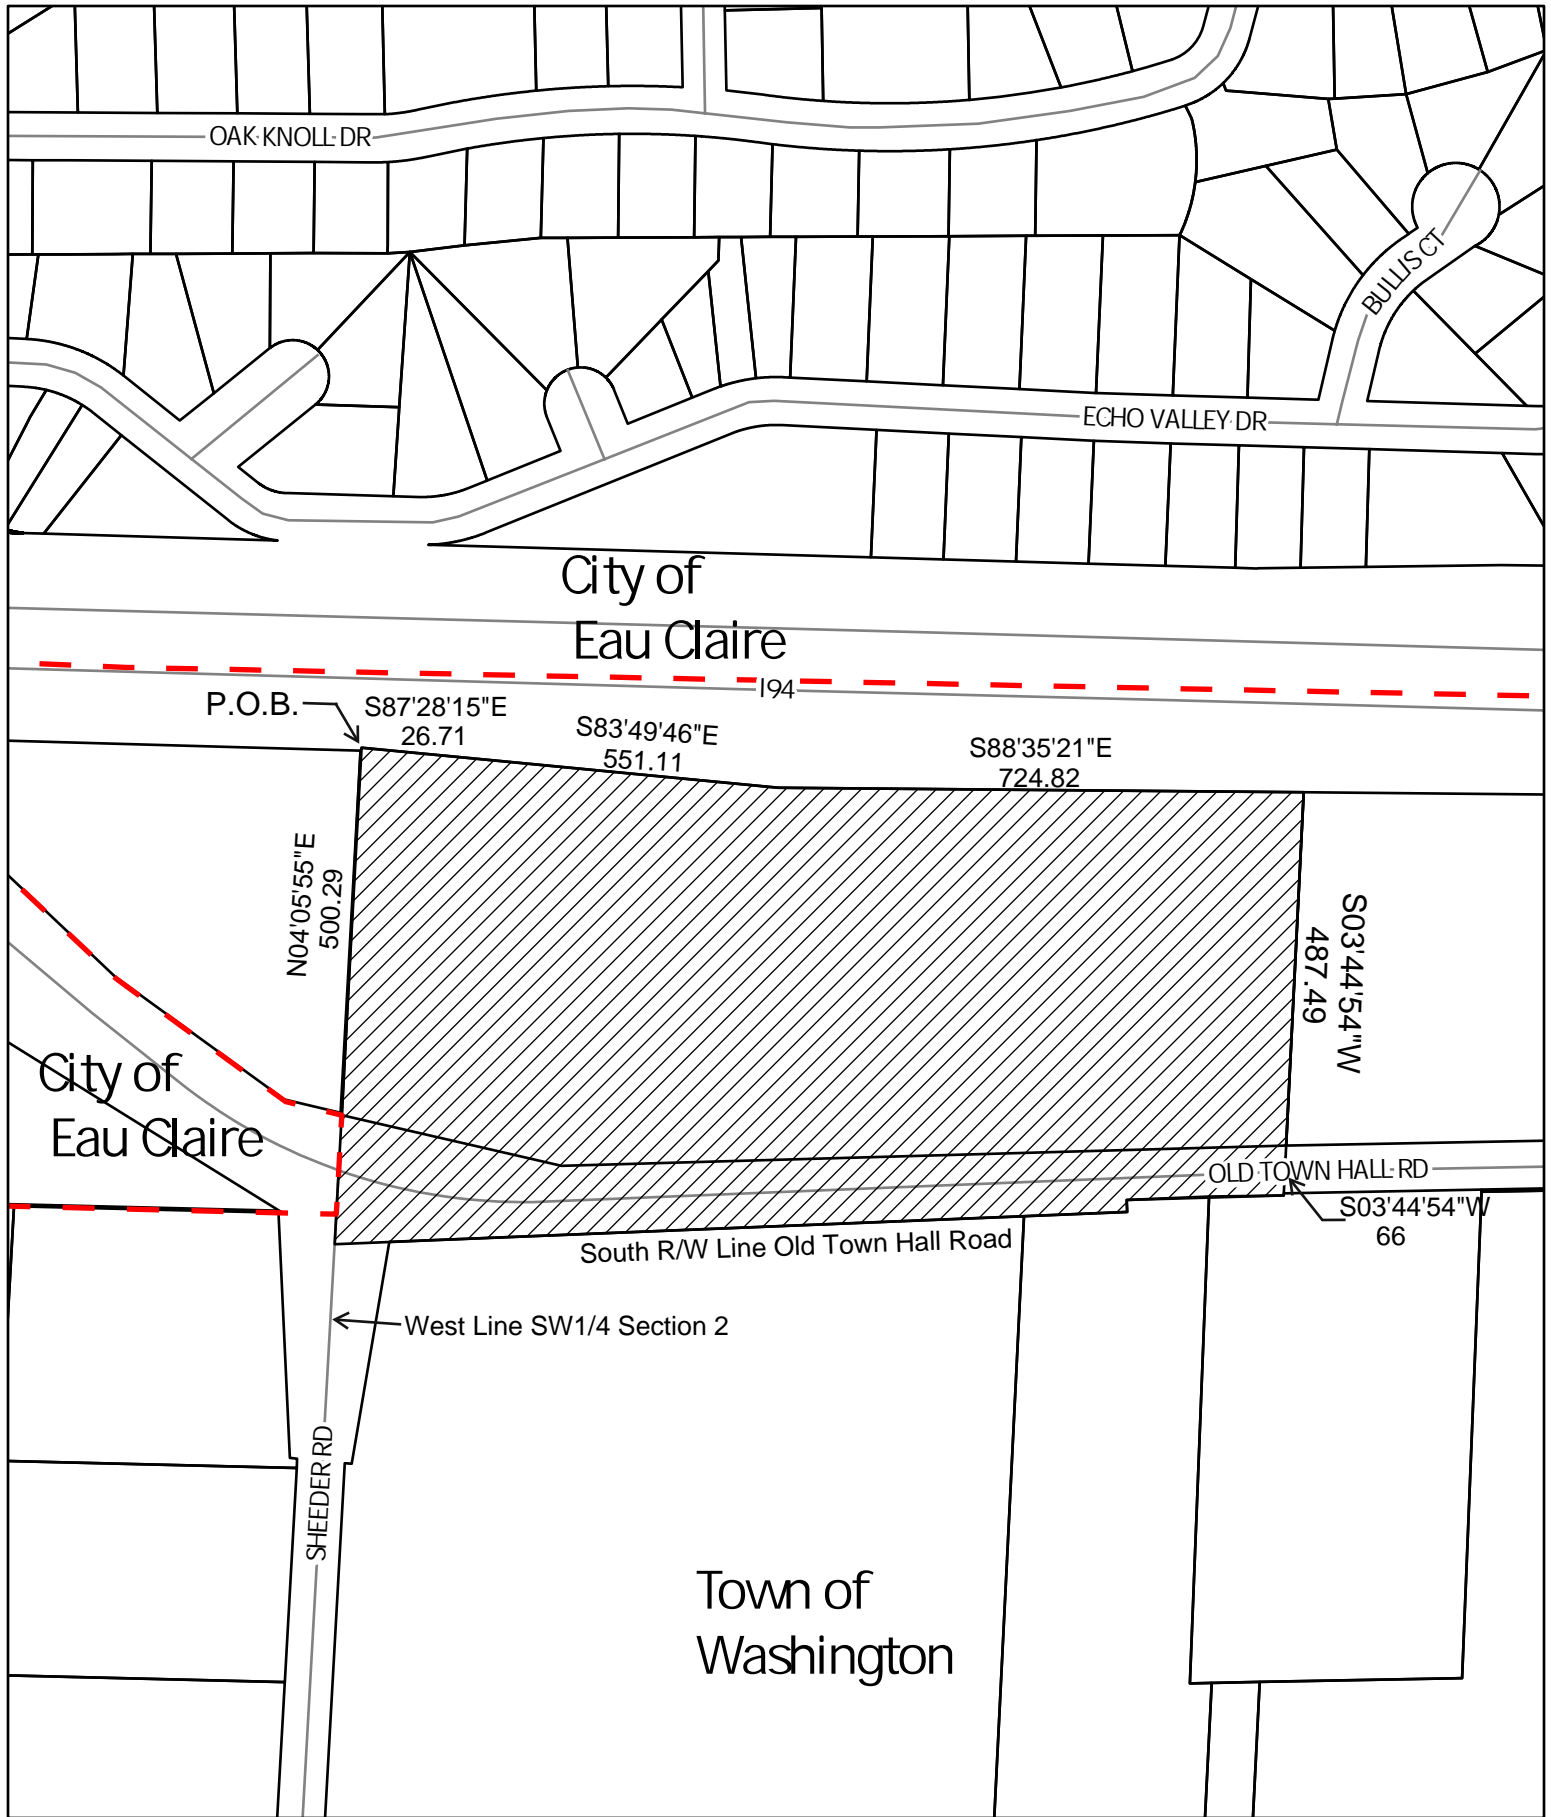 OAK KNOLL DR
BULLIS CT
ECHO VALLEY DR
City of
Eau Claire
I94
P.O.B.
S87'28'15"E
26.71
S83'49'46"E
551.11
S88'35'21"E
724.82
N04'05'55"E
500.29
S03'44'54"W
487.49
City of
Eau Claire
OLD TOWN HALL RD
S03'44'54"W
66
South R/W Line Old Town Hall Road
West Line SW1/4 Section 2
SHEEDER RD
Town of
Washington